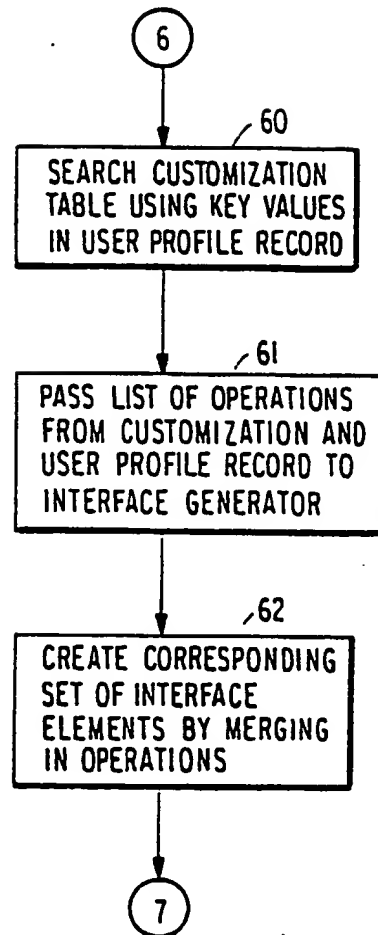 6
60
SEARCH CUSTOMIZATION
TABLE USING KEY VALUES
IN USER PROFILE RECORD
61
PASS LIST OF OPERATIONS
FROM CUSTOMIZATION AND
USER PROFILE RECORD TO
INTERFACE GENERATOR
62
CREATE CORRESPONDING
SET OF INTERFACE
ELEMENTS BY MERGING
IN OPERATIONS
7